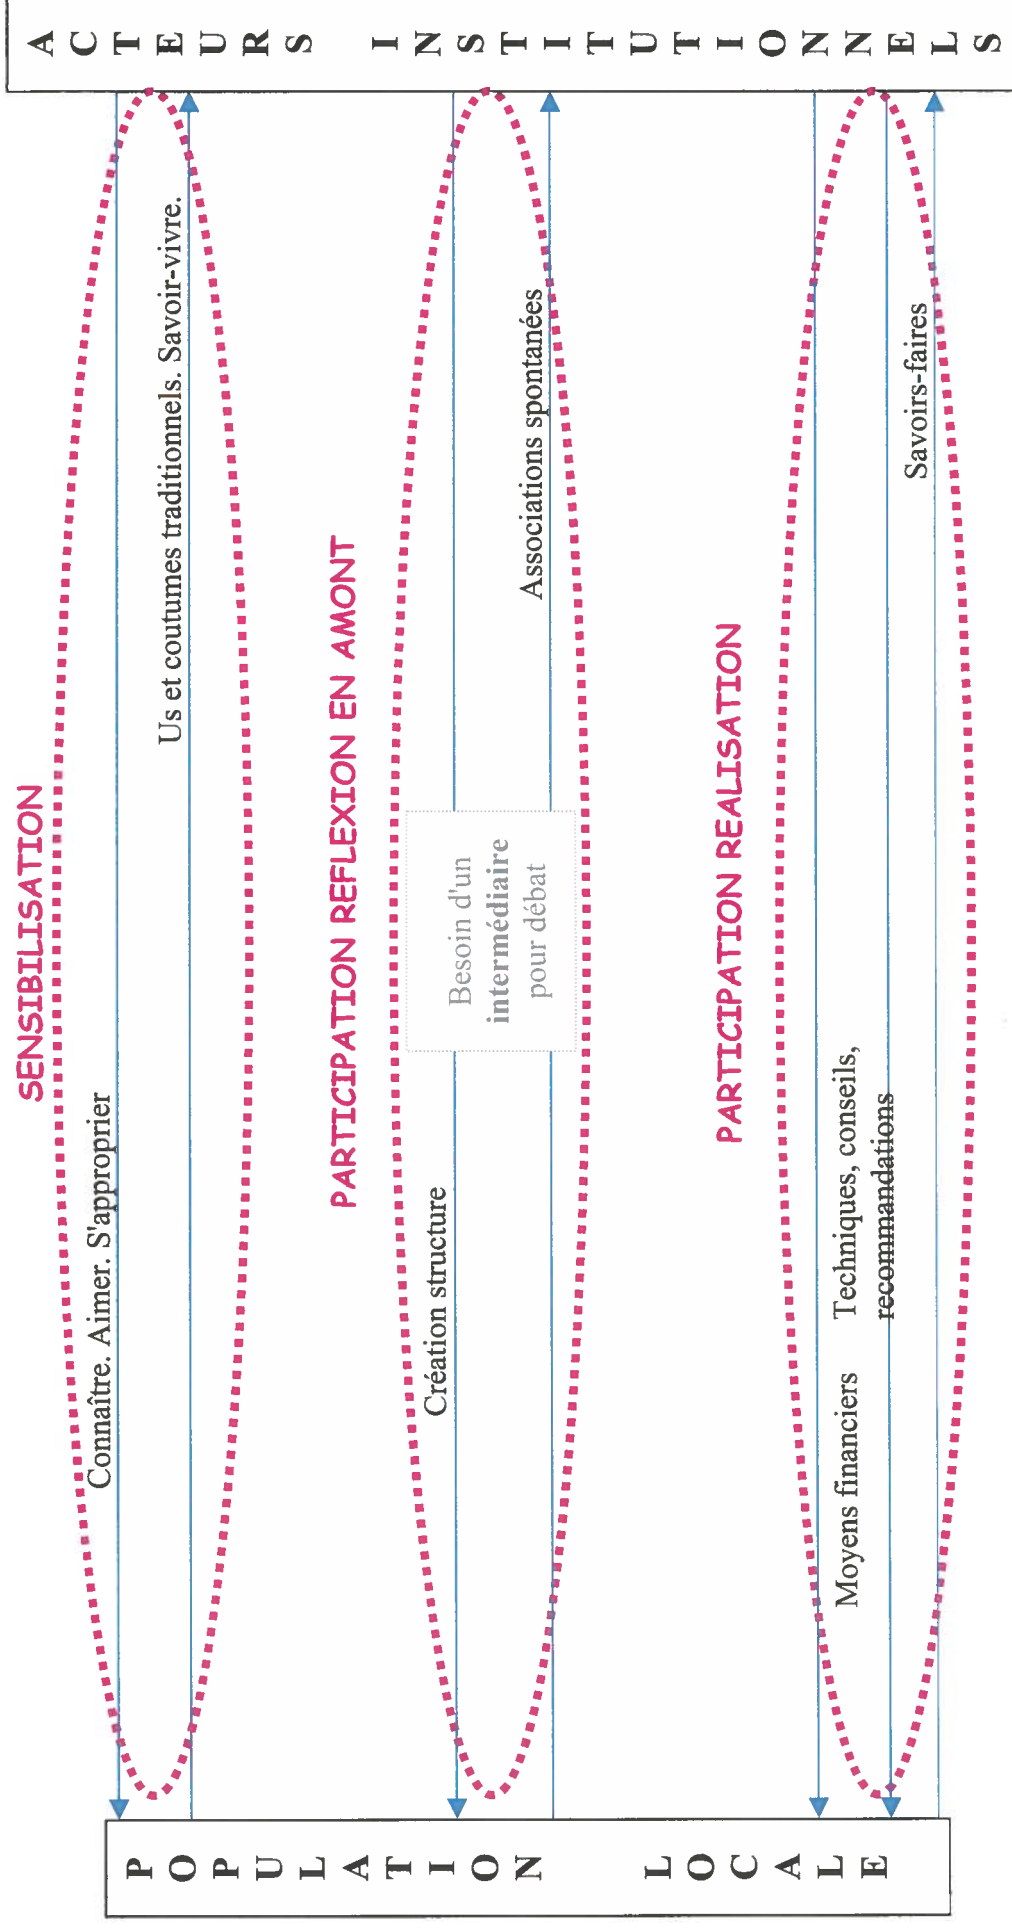 SENSIBILISATION
Connaître. Aimer. S'approprier
Us et coutumes traditionnels. Savoir-vivre.
PARTICIPATION REFLEXION EN AMONT
Création structure
Besoin d'un
intermédiaire
pour débat
Associations spontanées
PARTICIPATION REALISATION
Moyens financiers
Techniques, conseils,
recommandations
Savoirs-faires
POPULATION LOCALE
ACTEURS INSTITUTIONNELS